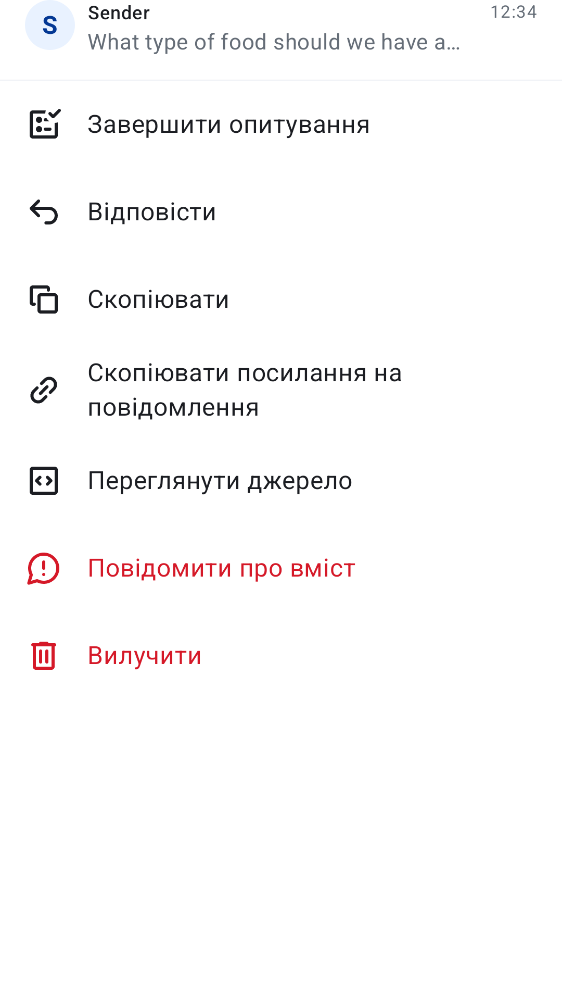 S
Sender
12:34
What type of food should we have a…
Завершити опитування
Відповісти
Скопіювати
Скопіювати посилання на
повідомлення
Переглянути джерело
Повідомити про вміст
Вилучити